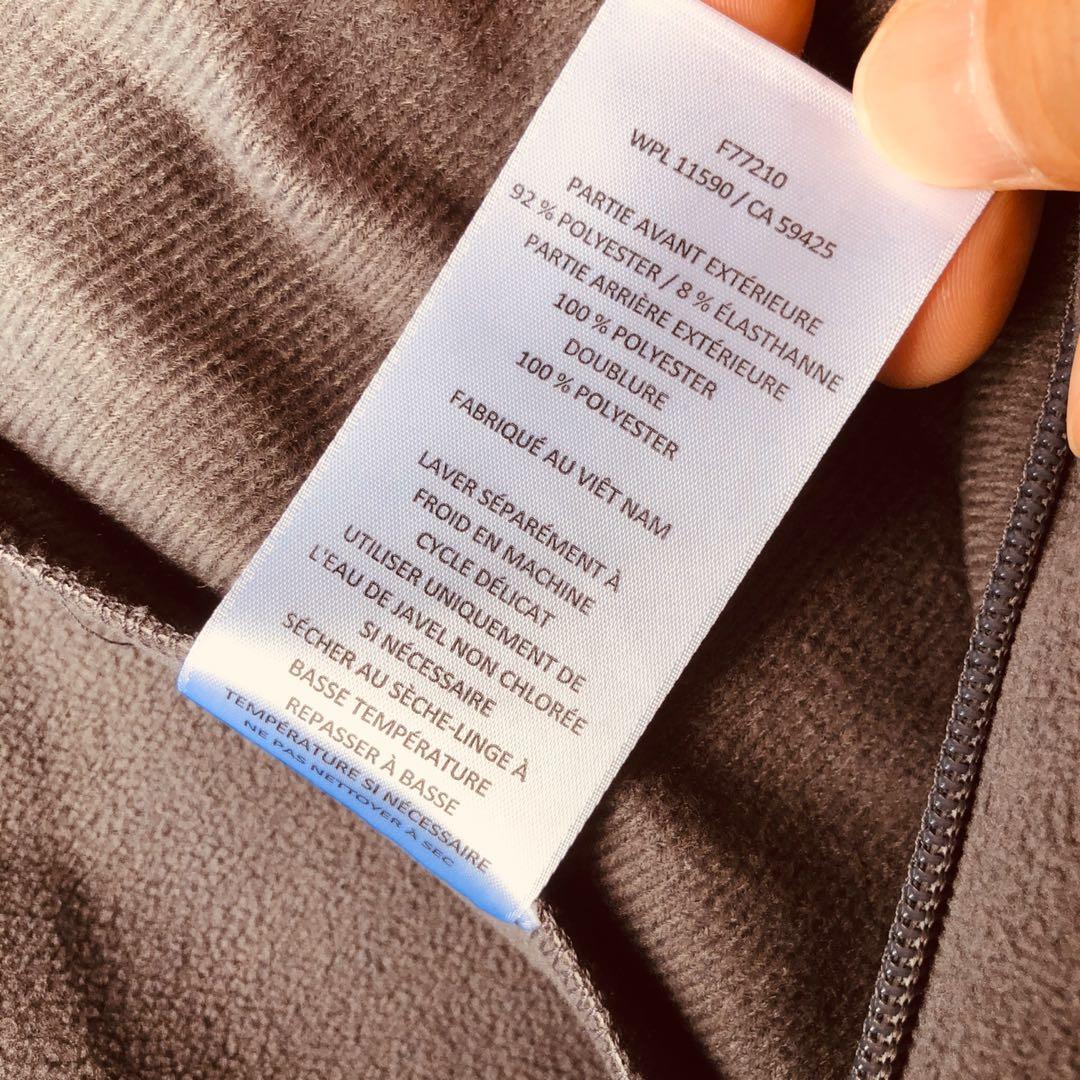 F77210
WPL 11590 / CA 59425
PARTIE AVANT EXTÉRIEURE
92 % POLYESTER / 8 % ÉLASTHANNE
PARTIE ARRIÈRE EXTÉRIEURE
100 % POLYESTER
DOUBLURE
100 % POLYESTER
FABRIQUÉ AU VIÊT NAM
LAVER SÉPARÉMENT À
FROID EN MACHINE
CYCLE DÉLICAT
UTILISER UNIQUEMENT DE
L'EAU DE JAVEL NON CHLORÉE
SI NÉCESSAIRE
SÉCHER AU SÈCHE-LINGE À
BASSE TEMPÉRATURE
REPASSER À BASSE
TEMPÉRATURE SI NÉCESSAIRE
NE PAS NETTOYER À SEC